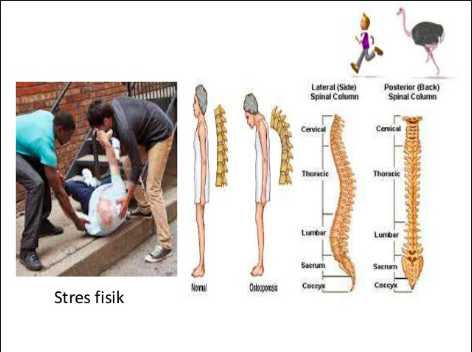 Lateral (Side)
Spinal Column
Posterior (Back)
Spinal Column
Cervical
Thoracic
Lumbar
Sacrum
Coccyx
Cervical
Thoracic
Lumbar
Sacrum
Coccyx
Normal
Osteoporosis
Stres fisik